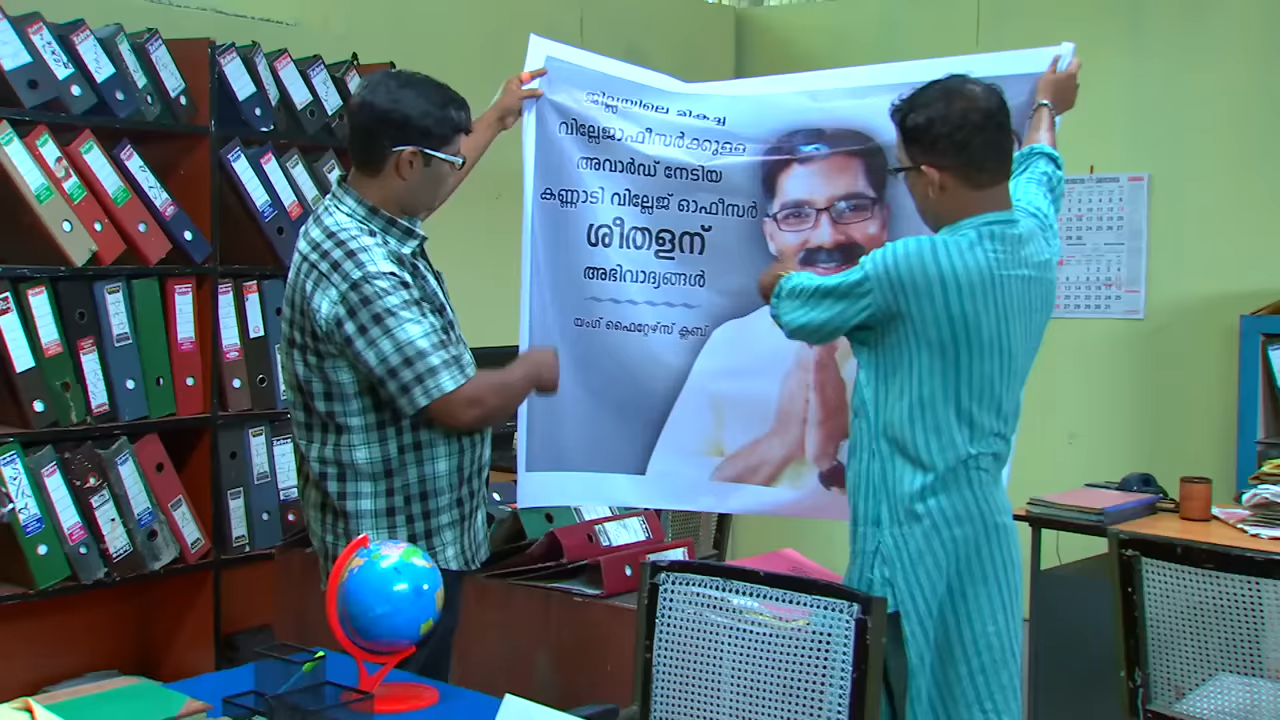 ജില്ലയിലെ മികച്ച
വില്ലേജാഫീസർക്കുള്ള
അവാർഡ് നേടിയ
കണ്ണാടി വില്ലേജ് ഓഫീസർ
ശീതളന്
അഭിവാദ്യങ്ങൾ
യംഗ് ഫൈറ്റേഴ്സ് ക്ലബ്